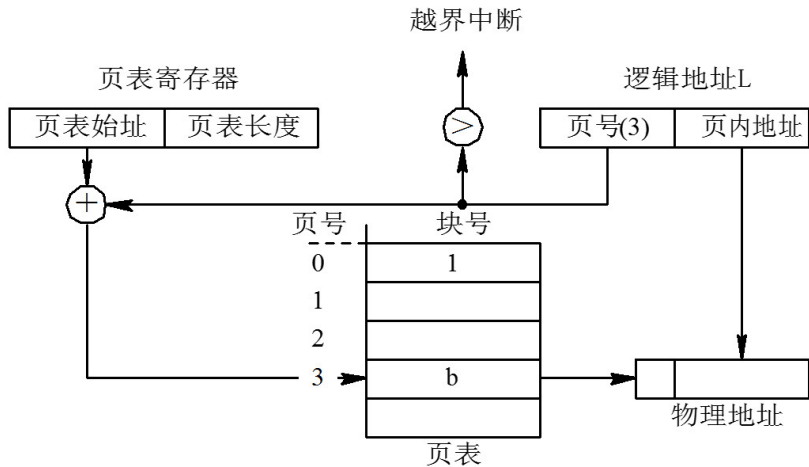 越界中断
页表寄存器
逻辑地址L
页表始址 页表长度
>
页号(3) 页内地址
+
页号 块号
0 1
1
2
3 b
物理地址
页表